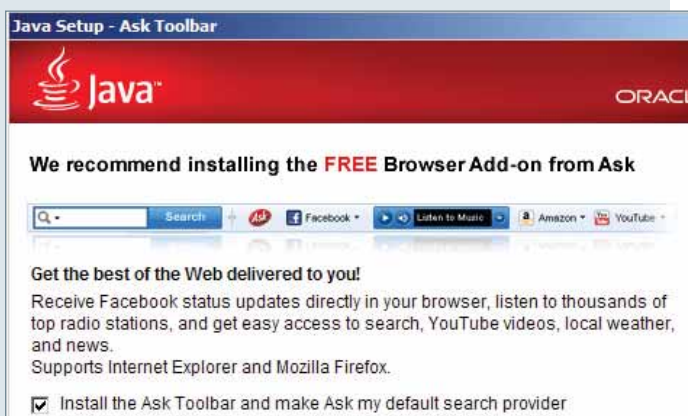 Java Setup - Ask Toolbar
Java™
ORACL
We recommend installing the FREE Browser Add-on from Ask
Search Ask Facebook Listen to Music Amazon YouTube
Get the best of the Web delivered to you!
Receive Facebook status updates directly in your browser, listen to thousands of
top radio stations, and get easy access to search, YouTube videos, local weather,
and news.
Supports Internet Explorer and Mozilla Firefox.
Install the Ask Toolbar and make Ask my default search provider